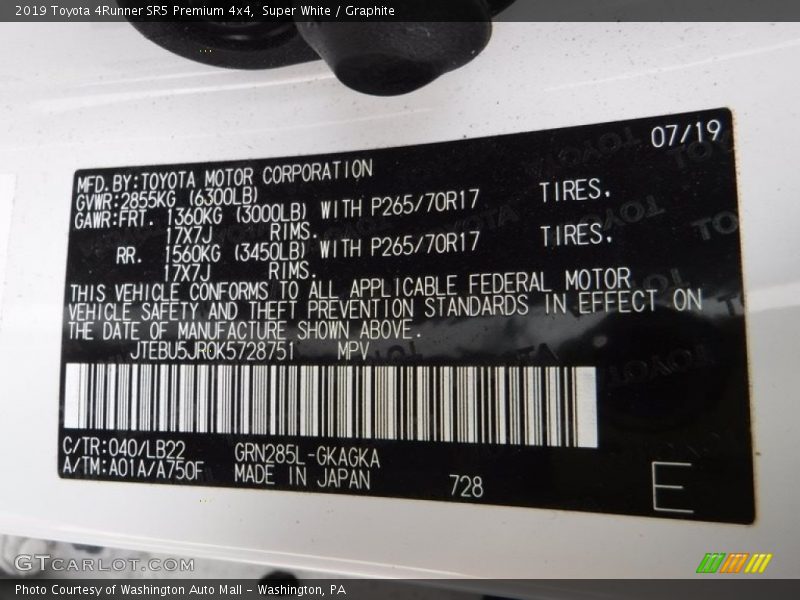 2019 Toyota 4Runner SR5 Premium 4x4, Super White / Graphite
07/19
MFD.BY:TOYOTA MOTOR CORPORATION
GVWR:2855KG (6300LB)
GAWR:FRT. 1360KG (3000LB) WITH P265/70R17 TIRES,
17X7J RIMS.
RR. 1560KG (3450LB) WITH P265/70R17 TIRES,
17X7J RIMS.
THIS VEHICLE CONFORMS TO ALL APPLICABLE FEDERAL MOTOR
VEHICLE SAFETY AND THEFT PREVENTION STANDARDS IN EFFECT ON
THE DATE OF MANUFACTURE SHOWN ABOVE.
JTEBU5JR0K5728751 MPV
C/TR:040/LB22 GRN285L-GKAGKA
A/TM:A01A/A750F MADE IN JAPAN 728 E
GTCARLOT.COM
Photo Courtesy of Washington Auto Mall - Washington, PA